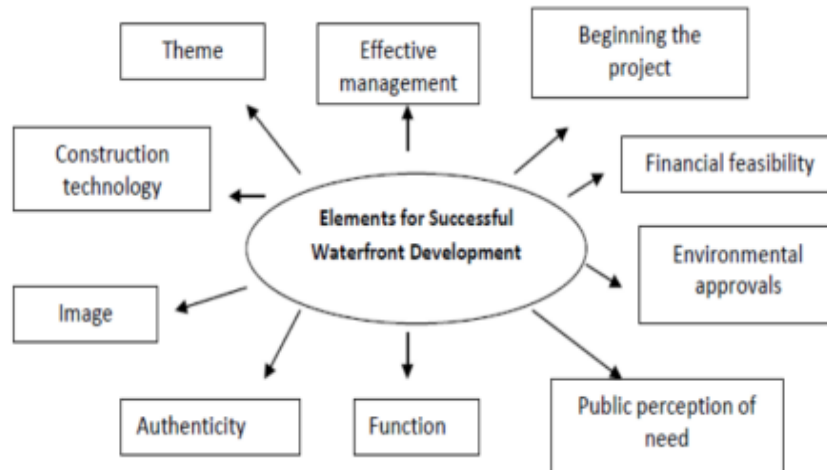 Theme
Effective
management
Beginning the
project
Construction
technology
Financial feasibility
Elements for Successful
Waterfront Development
Environmental
approvals
Image
Authenticity
Function
Public perception of
need